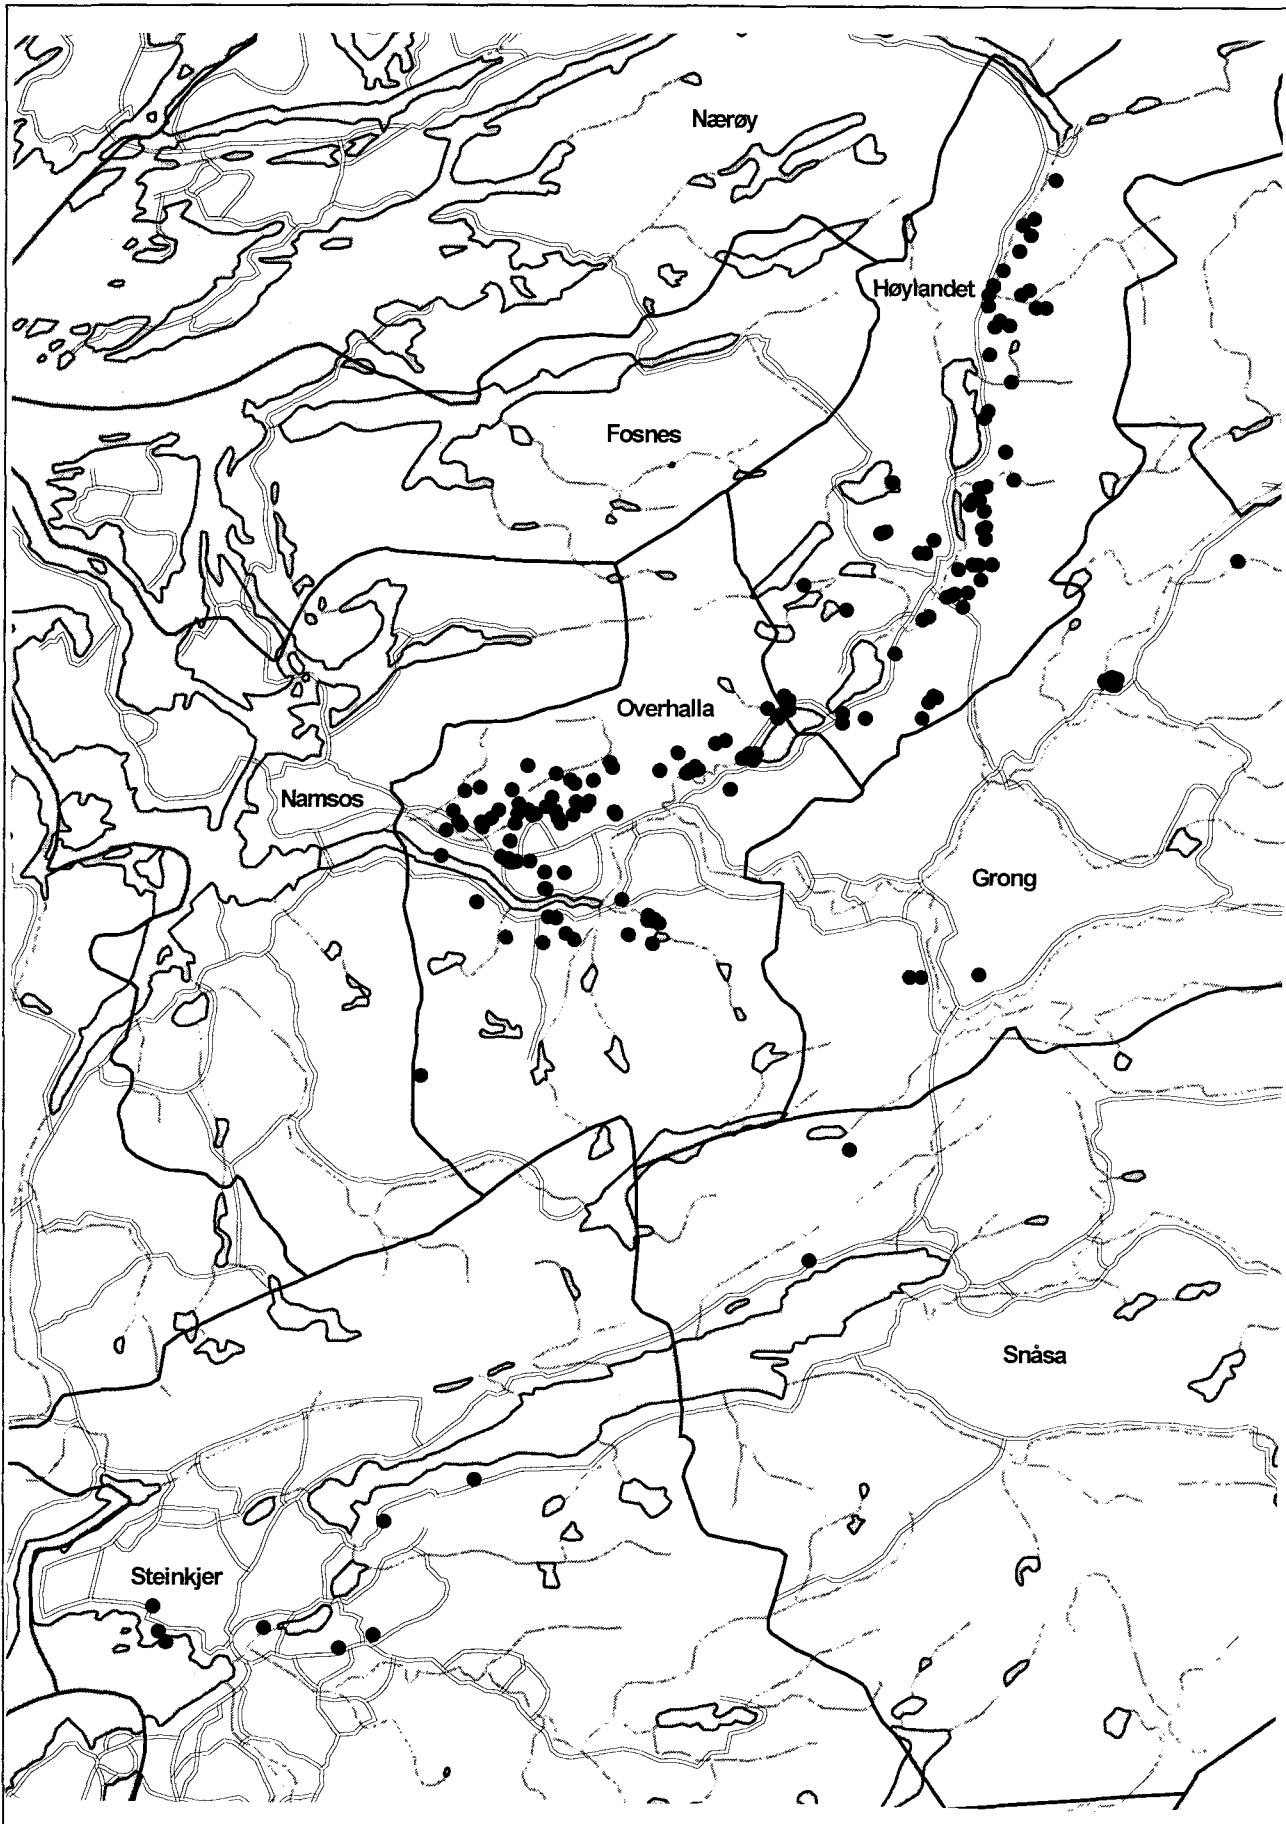 Nærøy
Høylandet
Fosnes
Overhalla
Namsos
Grong
Snåsa
Steinkjer